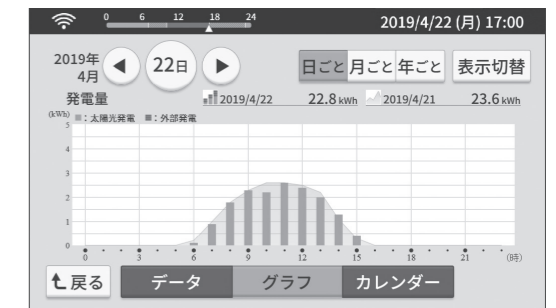 0 6 12 18 24 2019/4/22 (月) 17:00
2019年
4月
22日
日ごと 月ごと 年ごと 表示切替
発電量 2019/4/22 22.8 kWh 2019/4/21 23.6 kWh
(kWh) ■：太陽光発電 ■：外部発電
5
4
3
2
1
0
0 3 6 9 12 15 18 21 (時)
戻る データ グラフ カレンダー